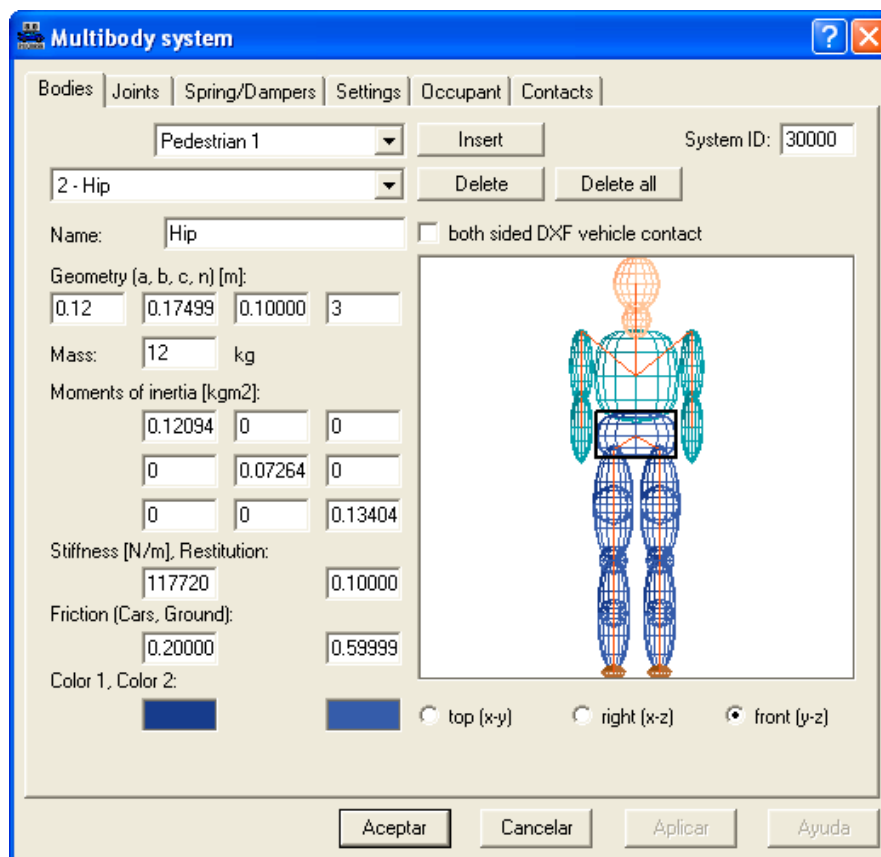 Multibody system
Bodies Joints Spring/Dampers Settings Occupant Contacts
Pedestrian 1 Insert System ID: 30000
2 - Hip Delete Delete all
Name: Hip both sided DXF vehicle contact
Geometry (a, b, c, n) [m]:
0.12 0.17499 0.10000 3
Mass: 12 kg
Moments of inertia [kgm2]:
0.12094 0 0
0 0.07264 0
0 0 0.13404
Stiffness [N/m], Restitution:
117720 0.10000
Friction (Cars, Ground):
0.20000 0.59999
Color 1, Color 2:
top (x-y) right (x-z) front (y-z)
Aceptar Cancelar Aplicar Ayuda